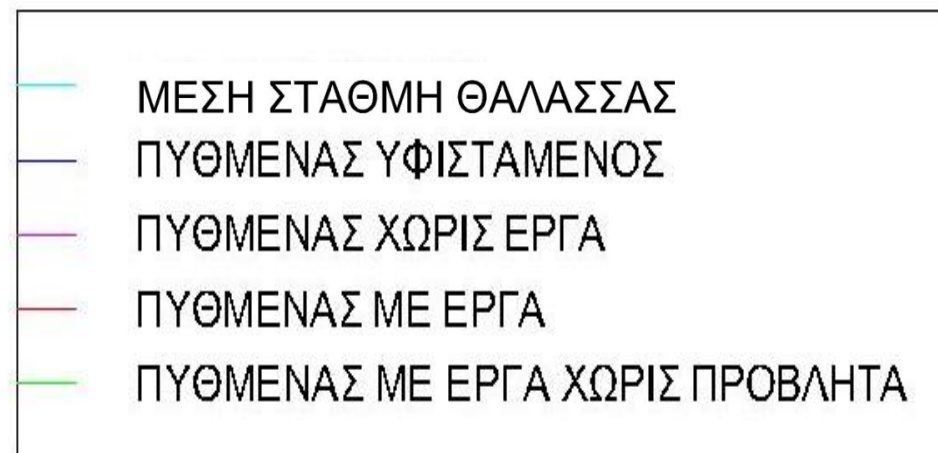 ΜΕΣΗ ΣΤΑΘΜΗ ΘΑΛΑΣΣΑΣ
ΠΥΘΜΕΝΑΣ ΥΦΙΣΤΑΜΕΝΟΣ
ΠΥΘΜΕΝΑΣ ΧΩΡΙΣ ΕΡΓΑ
ΠΥΘΜΕΝΑΣ ΜΕ ΕΡΓΑ
ΠΥΘΜΕΝΑΣ ΜΕ ΕΡΓΑ ΧΩΡΙΣ ΠΡΟΒΛΗΤΑ